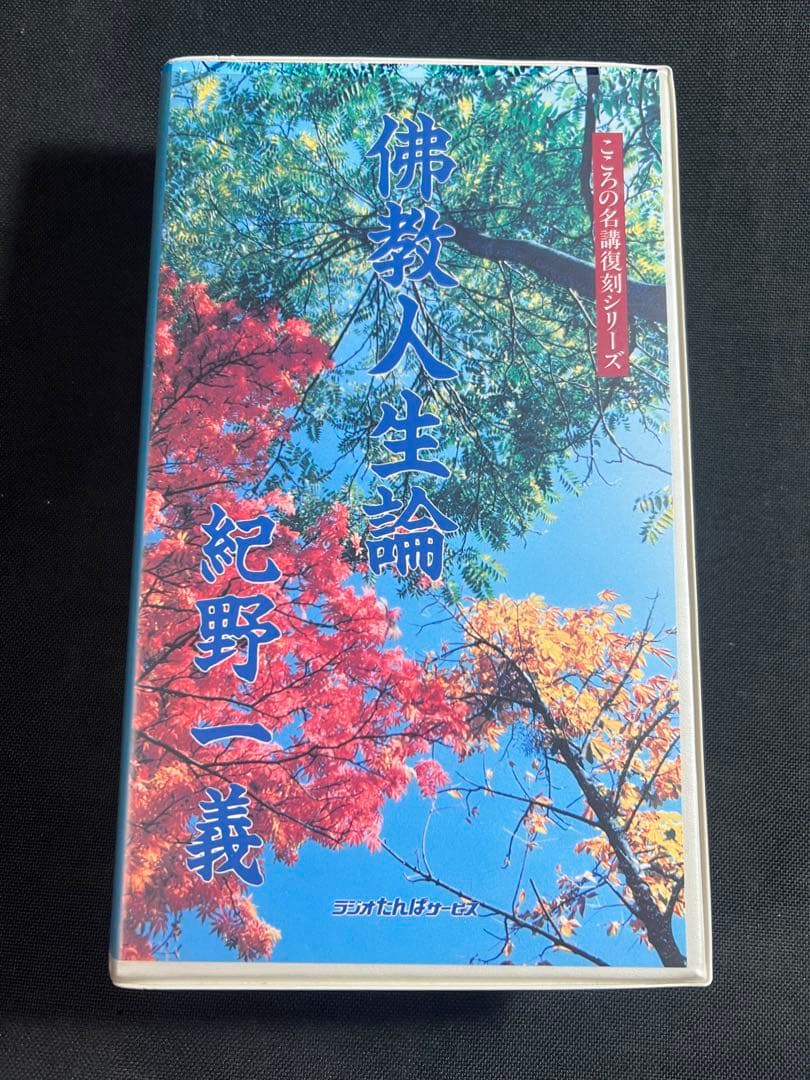 こころの名講復刻シリーズ
佛教人生論
紀野一義
ラジオたんぱサービス